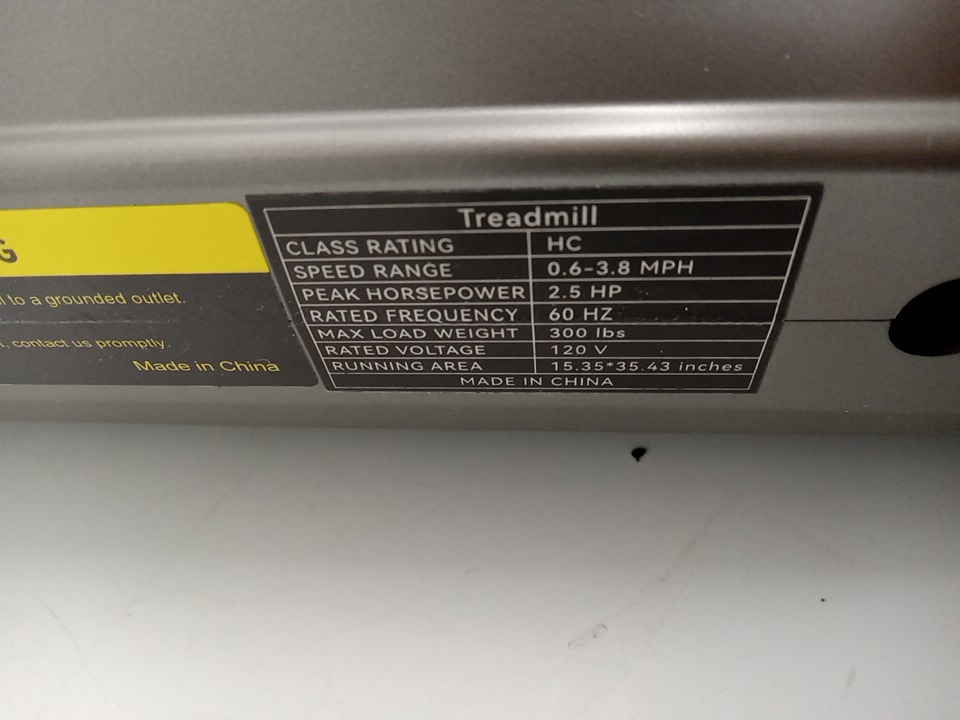 G
to a grounded outlet.
, contact us promptly.
Made in China
Treadmill
CLASS RATING HC
SPEED RANGE 0.6-3.8 MPH
PEAK HORSEPOWER 2.5 HP
RATED FREQUENCY 60 HZ
MAX LOAD WEIGHT 300 lbs
RATED VOLTAGE 120 V
RUNNING AREA 15.35*35.43 inches
MADE IN CHINA